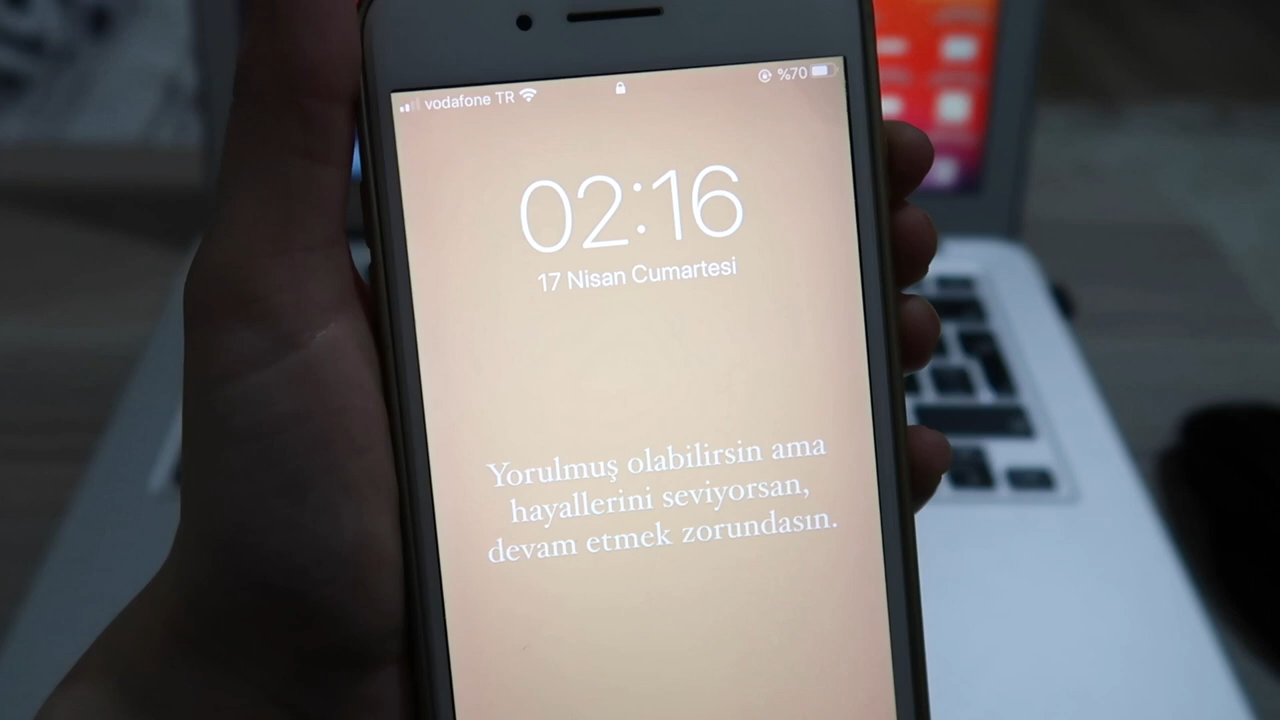 vodafone TR %70
02:16
17 Nisan Cumartesi
Yorulmuş olabilirsin ama
hayallerini seviyorsan,
devam etmek zorundasın.